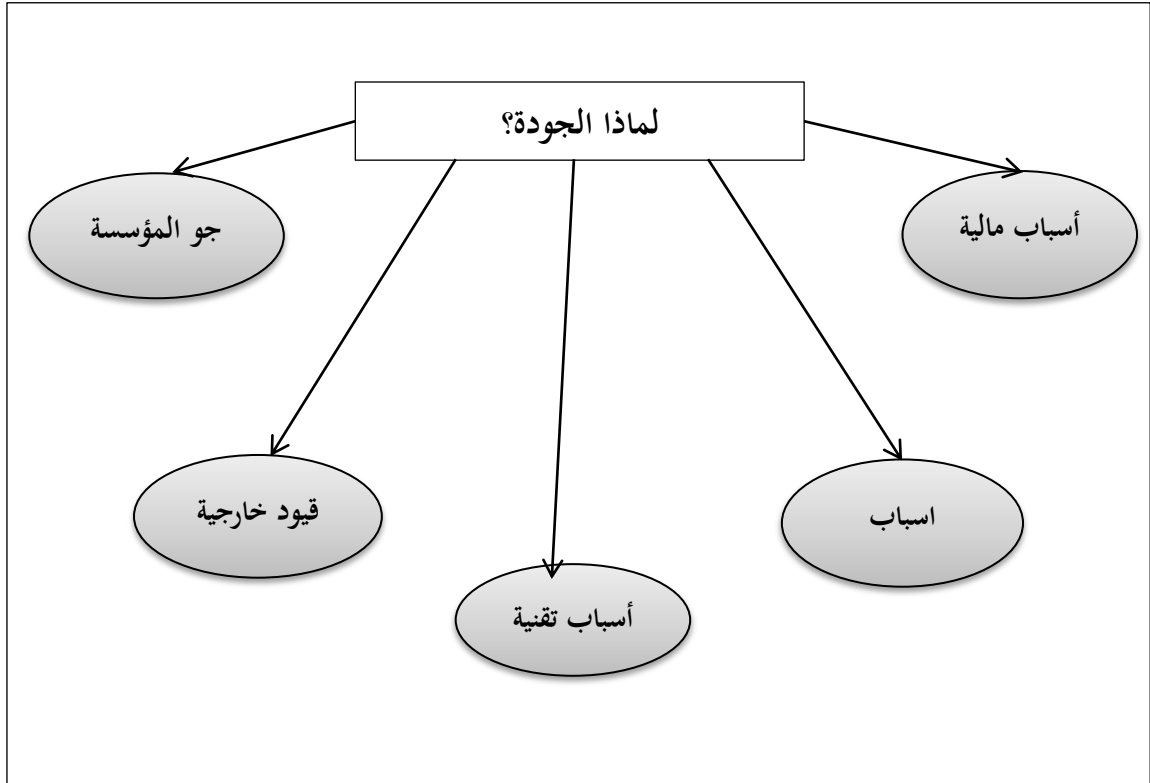 لماذا الجودة؟
أسباب مالية
جو المؤسسة
اسباب
قيود خارجية
أسباب تقنية